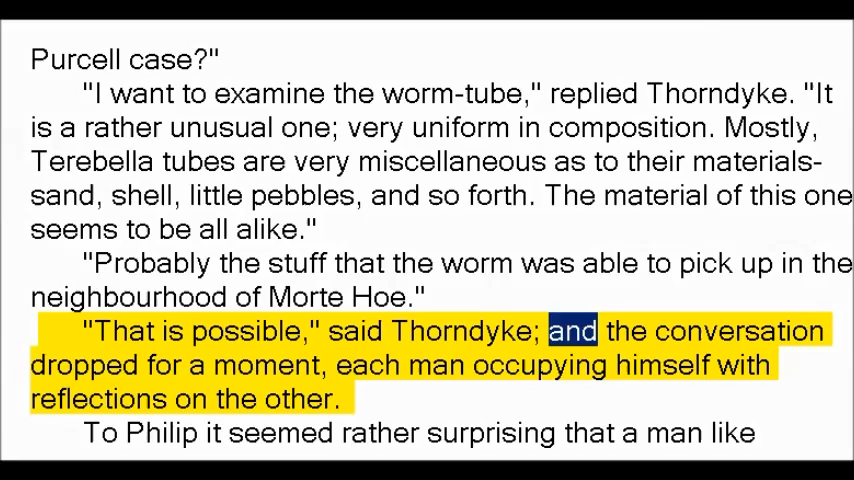 Purcell case?"
"I want to examine the worm-tube," replied Thorndyke. "It
is a rather unusual one; very uniform in composition. Mostly,
Terebella tubes are very miscellaneous as to their materials-
sand, shell, little pebbles, and so forth. The material of this one
seems to be all alike."
"Probably the stuff that the worm was able to pick up in the
neighbourhood of Morte Hoe."
"That is possible," said Thorndyke; and the conversation
dropped for a moment, each man occupying himself with
reflections on the other.
To Philip it seemed rather surprising that a man like